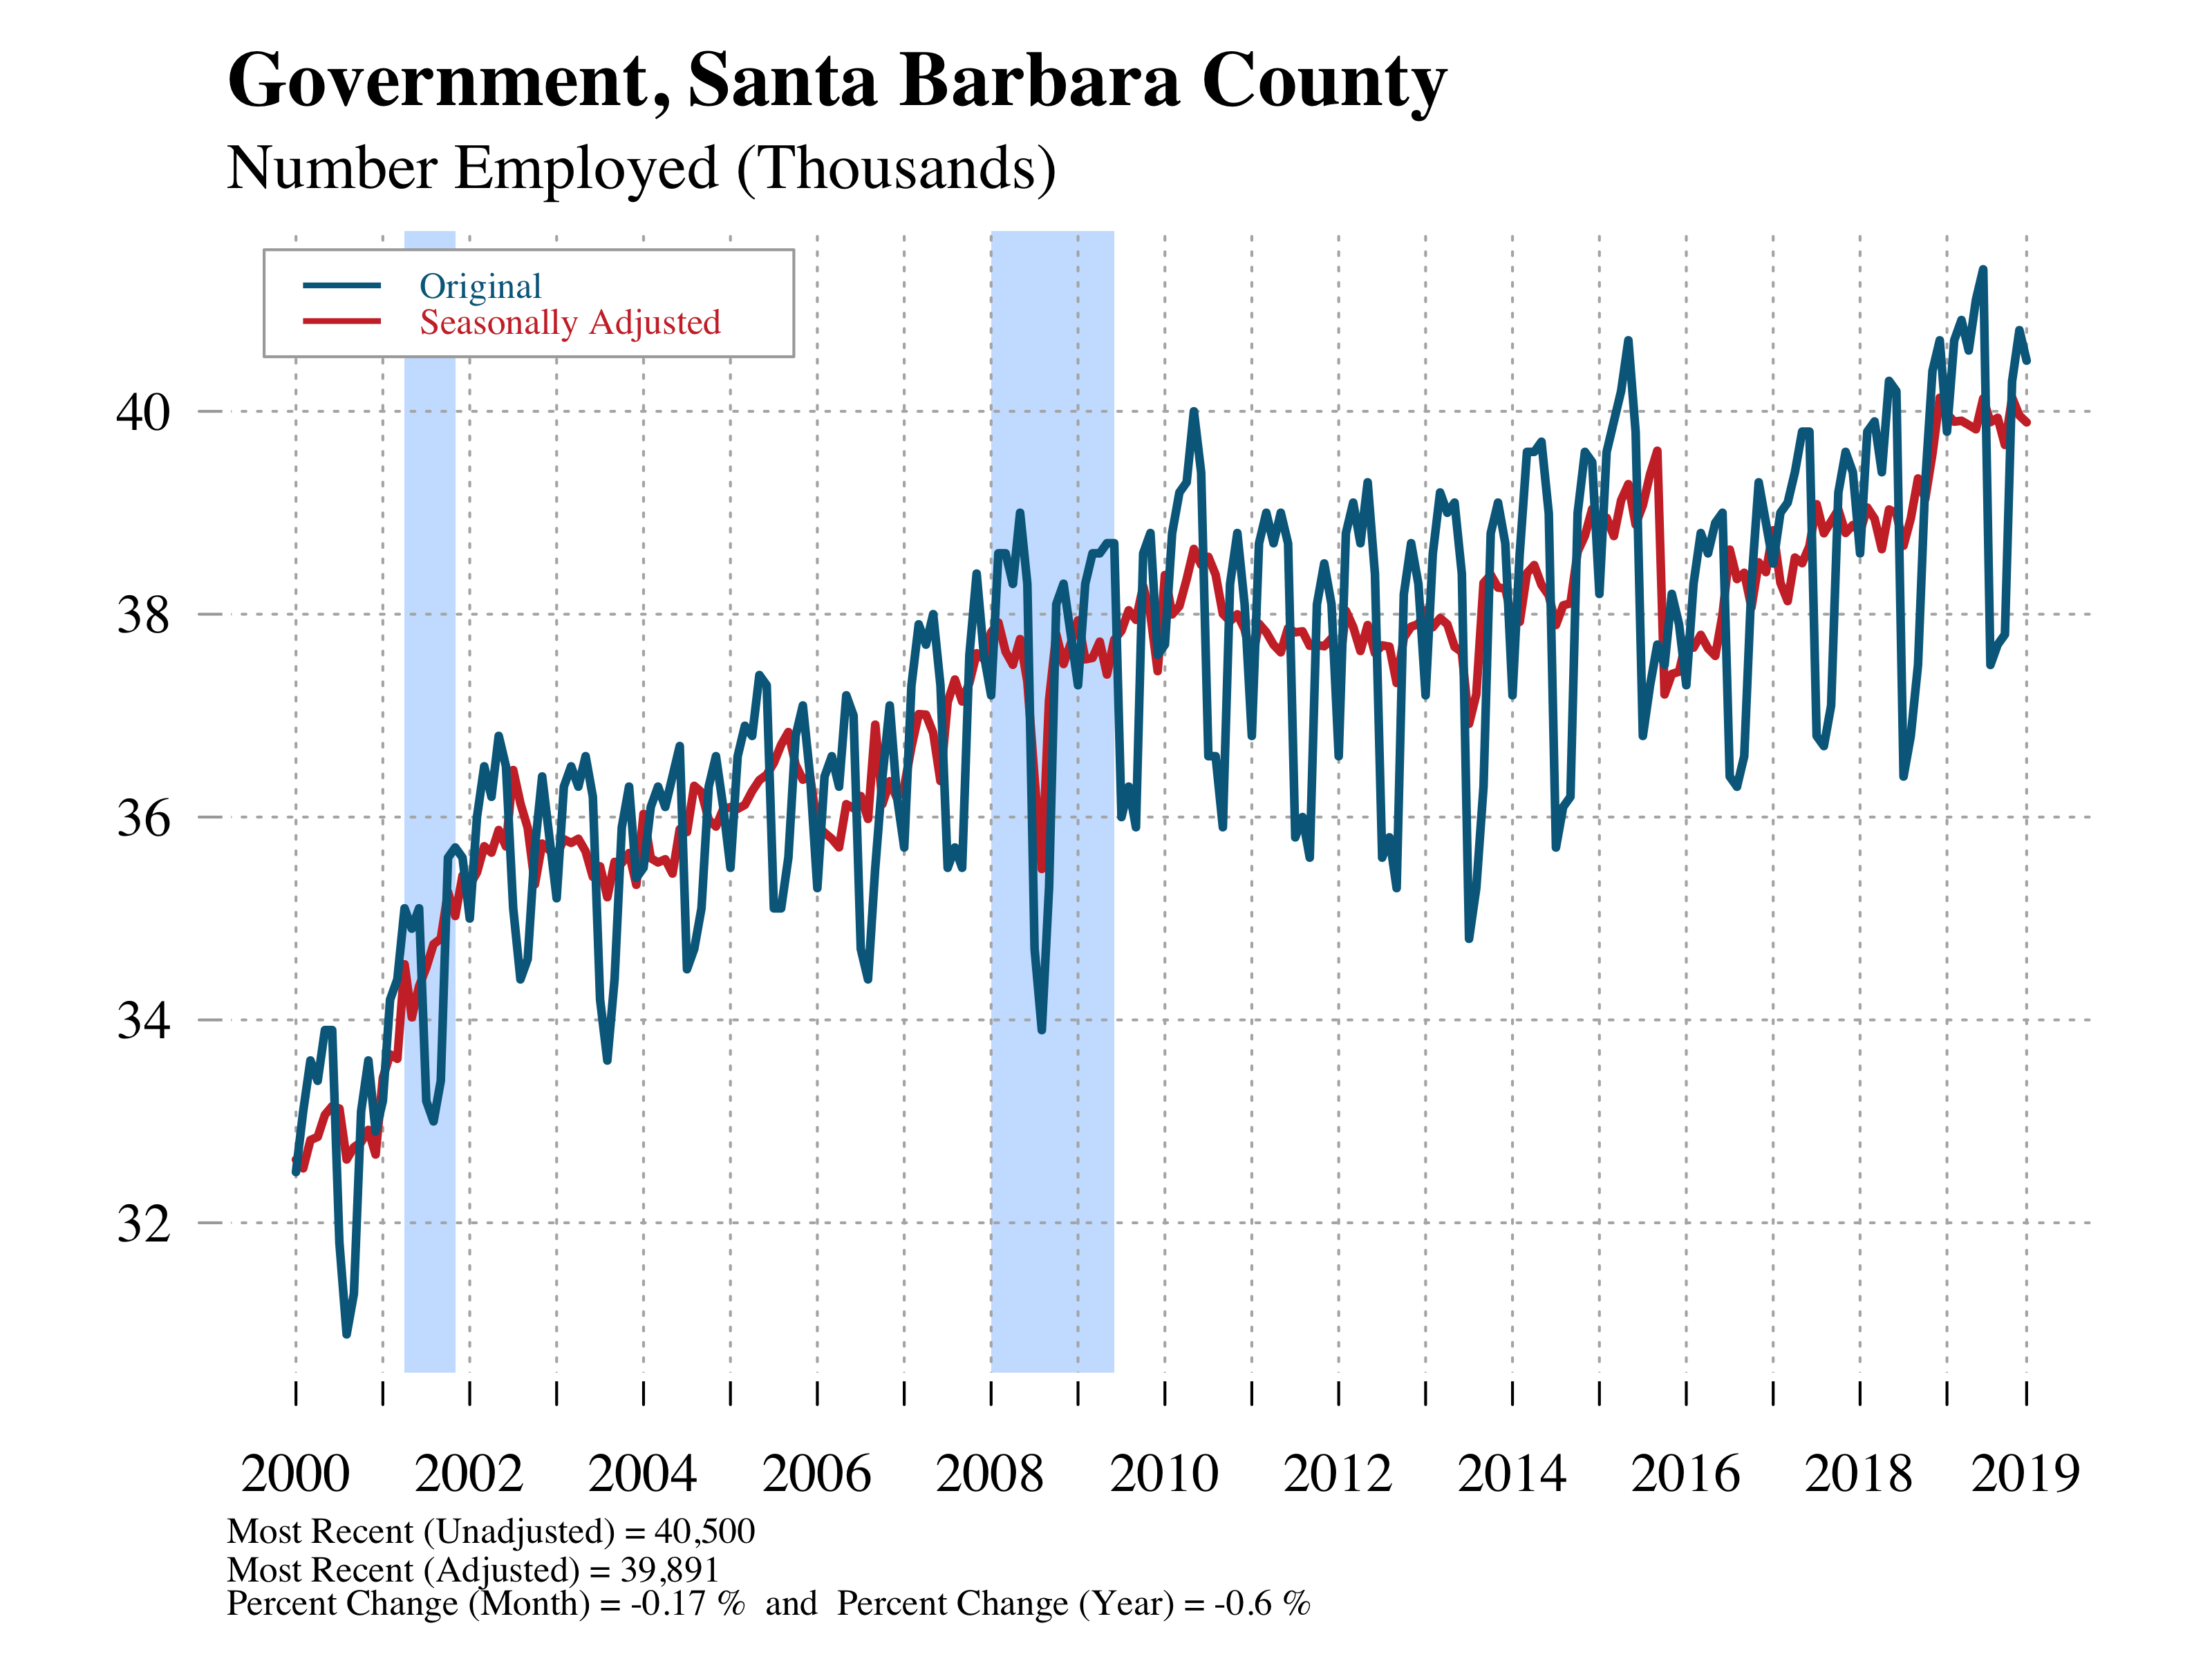 Government, Santa Barbara County
Number Employed (Thousands)
Original
Seasonally Adjusted
40
38
36
34
32
2000 2002 2004 2006 2008 2010 2012 2014 2016 2018 2019
Most Recent (Unadjusted) = 40,500
Most Recent (Adjusted) = 39,891
Percent Change (Month) = -0.17 % and Percent Change (Year) = -0.6 %